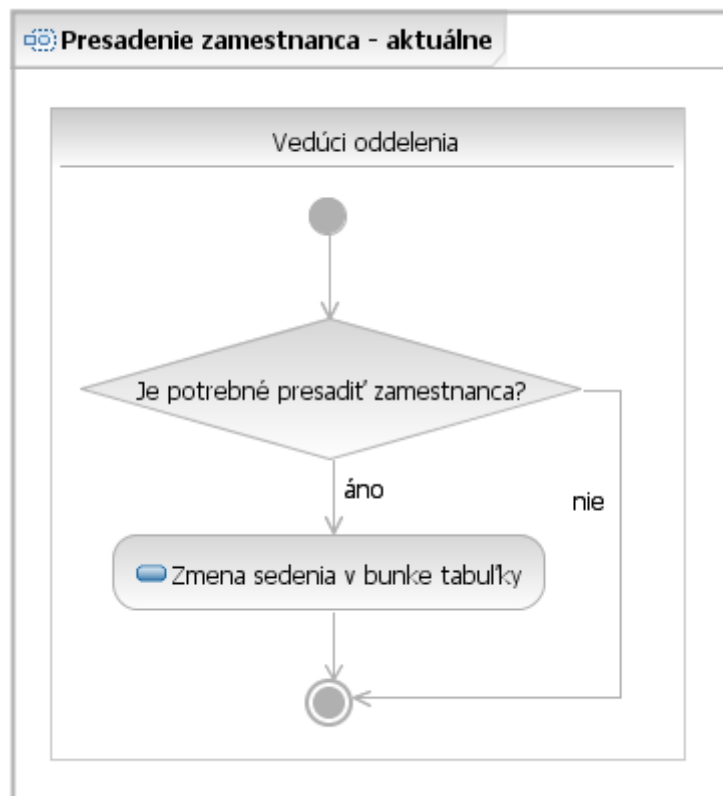 Presadenie zamestnanca - aktuálne
Vedúci oddelenia
Je potrebné presadiť zamestnanca?
áno
nie
Zmena sedenia v bunke tabuľky